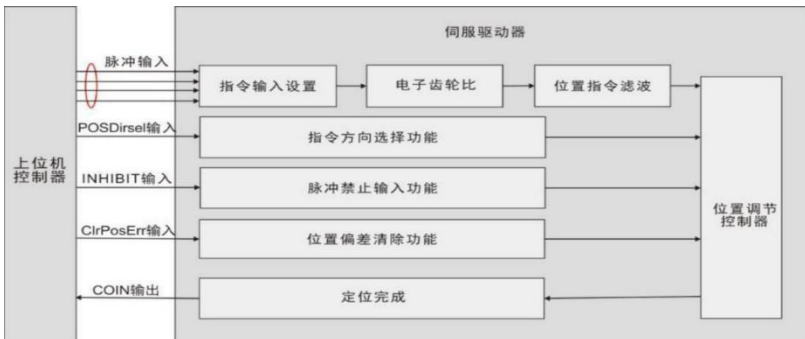 伺服驱动器
脉冲输入
指令输入设置
电子齿轮比
位置指令滤波
POSDirsel输入
指令方向选择功能
上位机
控制器
INHIBIT输入
脉冲禁止输入功能
位置调节
控制器
ClrPosErr输入
位置偏差清除功能
COIN输出
定位完成